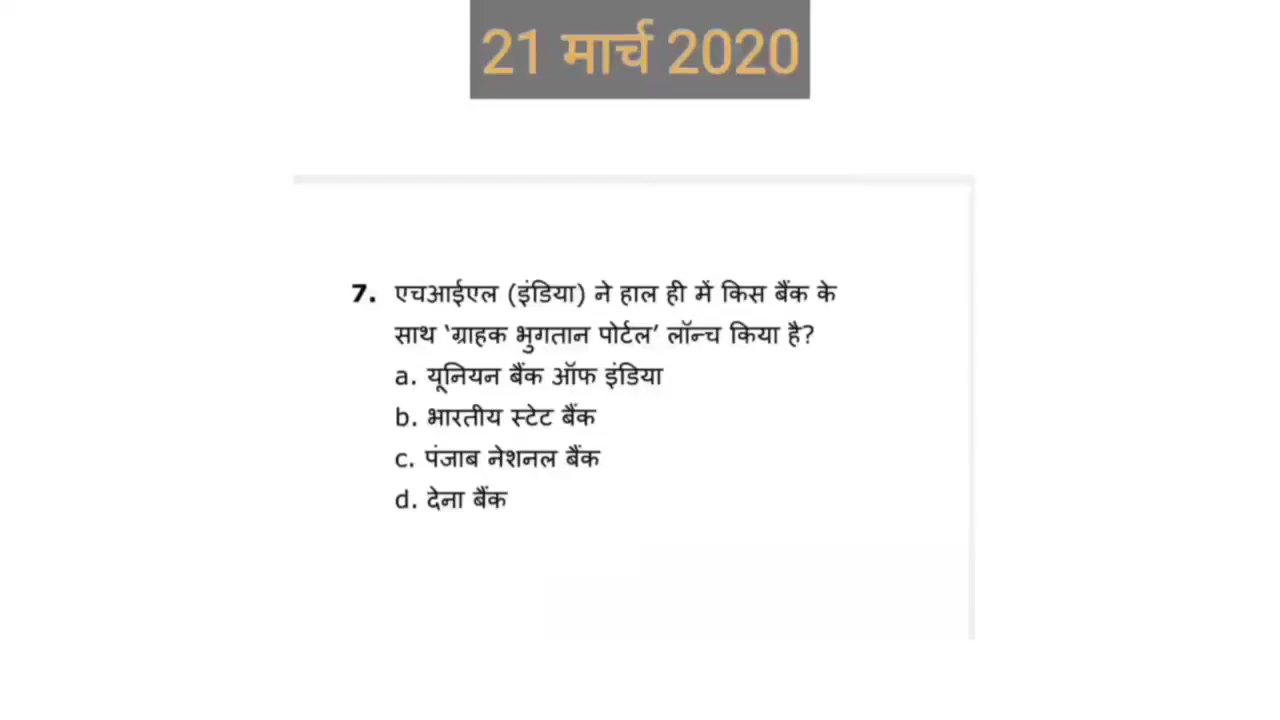 21 मार्च 2020
7. एचआईएल (इंडिया) ने हाल ही में किस बैंक के
साथ ‘ग्राहक भुगतान पोर्टल’ लॉन्च किया है?
a. यूनियन बैंक ऑफ इंडिया
b. भारतीय स्टेट बैंक
c. पंजाब नेशनल बैंक
d. देना बैंक